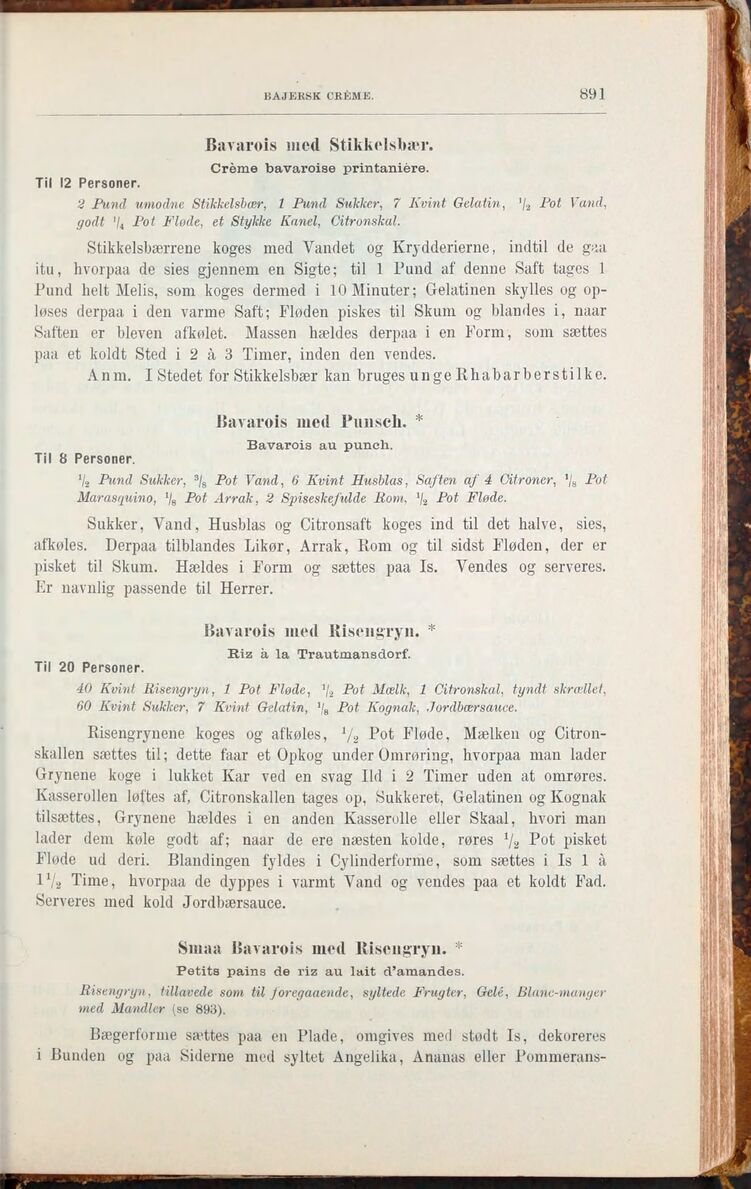 BAJERSK CRÈME. 891
Bavarois med Stikkelsbær.
Crème bavaroise printanière.
Til 12 Personer.
2 Pund umodne Stikkelsbær, 1 Pund Sukker, 7 Kvint Gelatin, 1/2 Pot Vand,
godt 1/4 Pot Fløde, et Stykke Kanel, Citronskal.
Stikkelsbærrene koges med Vandet og Krydderierne, indtil de gaa
itu, hvorpaa de sies gjennem en Sigte; til 1 Pund af denne Saft tages 1
Pund helt Melis, som koges dermed i 10 Minuter; Gelatinen skylles og op-
løses derpaa i den varme Saft; Fløden piskes til Skum og blandes i, naar
Saften er bleven afkølet. Massen hældes derpaa i en Form, som sættes
paa et koldt Sted i 2 à 3 Timer, inden den vendes.
Anm. I Stedet for Stikkelsbær kan bruges unge Rhabarberstilke.
Bavarois med Punsch. *
Bavarois au punch.
Til 8 Personer.
1/2 Pund Sukker, 3/8 Pot Vand, 6 Kvint Husblas, Saften af 4 Citroner, 1/8 Pot
Marasquino, 1/8 Pot Arrak, 2 Spiseskefulde Rom, 1/2 Pot Fløde.
Sukker, Vand, Husblas og Citronsaft koges ind til det halve, sies,
afkøles. Derpaa tilblandes Likør, Arrak, Rom og til sidst Fløden, der er
pisket til Skum. Hældes i Form og sættes paa Is. Vendes og serveres.
Er navnlig passende til Herrer.
Bavarois med Risengryn. *
Riz à la Trautmansdorf.
Til 20 Personer.
40 Kvint Risengryn, 1 Pot Fløde, 1/2 Pot Mælk, 1 Citronskal, tyndt skrællet,
60 Kvint Sukker, 7 Kvint Gelatin, 1/8 Pot Kognak, Jordbærsauce.
Risengrynene koges og afkøles, 1/2 Pot Fløde, Mælken og Citron-
skallen sættes til; dette faar et Opkog under Omrøring, hvorpaa man lader
Grynene koge i lukket Kar ved en svag Ild i 2 Timer uden at omrøres.
Kasserollen løftes af, Citronskallen tages op, Sukkeret, Gelatinen og Kognak
tilsættes, Grynene hældes i en anden Kasserolle eller Skaal, hvori man
lader dem køle godt af; naar de ere næsten kolde, røres 1/2 Pot pisket
Fløde ud deri. Blandingen fyldes i Cylinderforme, som sættes i Is 1 à
1 1/2 Time, hvorpaa de dyppes i varmt Vand og vendes paa et koldt Fad.
Serveres med kold Jordbærsauce.
Smaa Bavarois med Risengryn. *
Petits pains de riz au lait d'amandes.
Risengryn, tillavede som til foregaaende, syltede Frugter, Gelé, Blanc-manger
med Mandler (se 893).
Bægerforme sættes paa en Plade, omgives med stødt Is, dekoreres
i Bunden og paa Siderne med syltet Angelika, Ananas eller Pommerans-